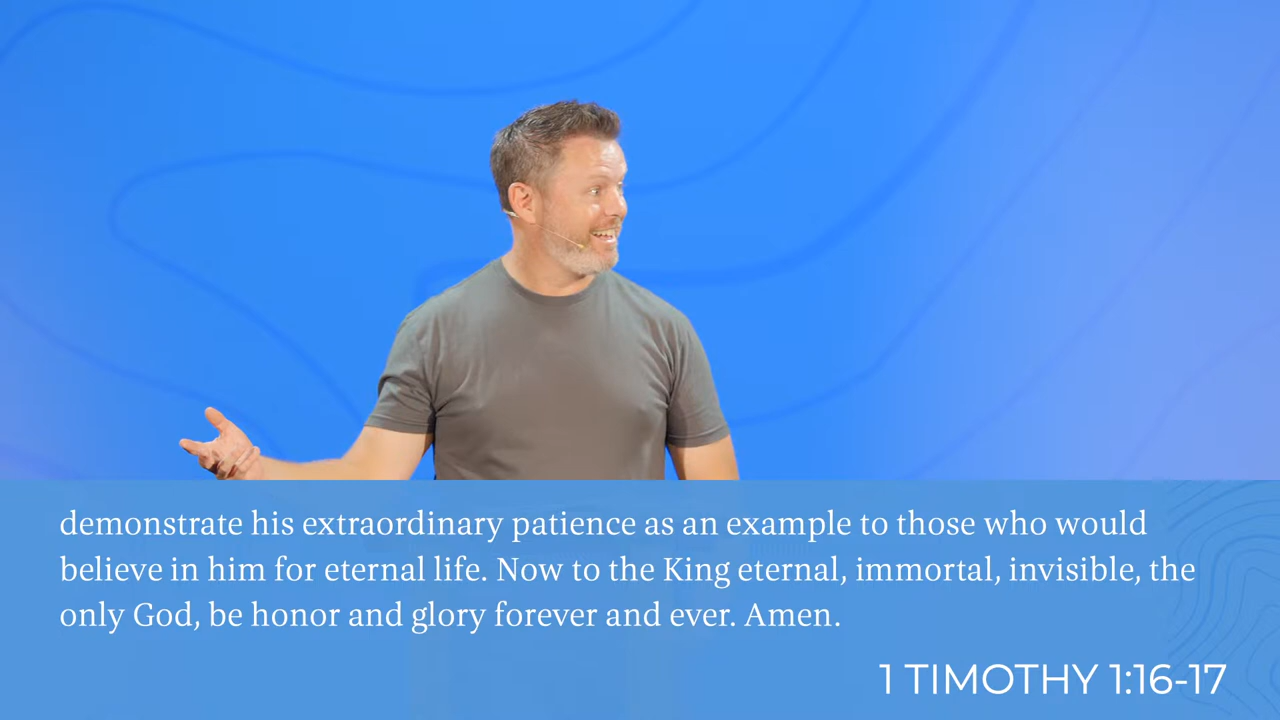 demonstrate his extraordinary patience as an example to those who would
believe in him for eternal life. Now to the King eternal, immortal, invisible, the
only God, be honor and glory forever and ever. Amen.
1 TIMOTHY 1:16-17